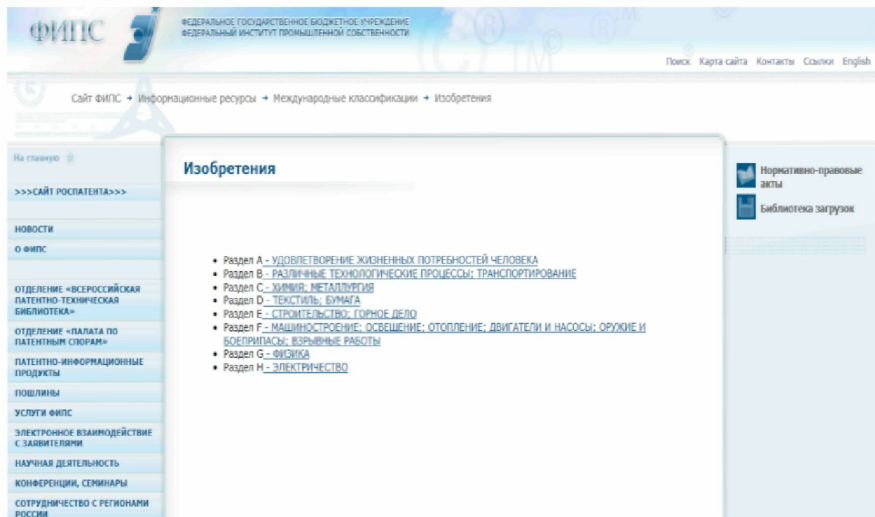 ФИПС
ФЕДЕРАЛЬНОЕ ГОСУДАРСТВЕННОЕ БЮДЖЕТНОЕ УЧРЕЖДЕНИЕ
ФЕДЕРАЛЬНЫЙ ИНСТИТУТ ПРОМЫШЛЕННОЙ СОБСТВЕННОСТИ
Поиск Карта сайта Контакты Ссылки English
Сайт ФИПС → Информационные ресурсы → Международные классификации → Изобретения
На главную
>>>САЙТ РОСПАТЕНТА>>>
НОВОСТИ
О ФИПС
ОТДЕЛЕНИЕ «ВСЕРОССИЙСКАЯ
ПАТЕНТНО-ТЕХНИЧЕСКАЯ
БИБЛИОТЕКА»
ОТДЕЛЕНИЕ «ПАЛАТА ПО
ПАТЕНТНЫМ СПОРАМ»
ПАТЕНТНО-ИНФОРМАЦИОННЫЕ
ПРОДУКТЫ
ПОШЛИНЫ
УСЛУГИ ФИПС
ЭЛЕКТРОННОЕ ВЗАИМОДЕЙСТВИЕ
С ЗАЯВИТЕЛЯМИ
НАУЧНАЯ ДЕЯТЕЛЬНОСТЬ
КОНФЕРЕНЦИИ, СЕМИНАРЫ
СОТРУДНИЧЕСТВО С РЕГИОНАМИ
РОССИИ
Изобретения
• Раздел A - УДОВЛЕТВОРЕНИЕ ЖИЗНЕННЫХ ПОТРЕБНОСТЕЙ ЧЕЛОВЕКА
• Раздел B - РАЗЛИЧНЫЕ ТЕХНОЛОГИЧЕСКИЕ ПРОЦЕССЫ; ТРАНСПОРТИРОВАНИЕ
• Раздел C - ХИМИЯ; МЕТАЛЛУРГИЯ
• Раздел D - ТЕКСТИЛЬ; БУМАГА
• Раздел E - СТРОИТЕЛЬСТВО; ГОРНОЕ ДЕЛО
• Раздел F - МАШИНОСТРОЕНИЕ; ОСВЕЩЕНИЕ; ОТОПЛЕНИЕ; ДВИГАТЕЛИ И НАСОСЫ; ОРУЖИЕ И
БОЕПРИПАСЫ; ВЗРЫВНЫЕ РАБОТЫ
• Раздел G - ФИЗИКА
• Раздел H - ЭЛЕКТРИЧЕСТВО
Нормативно-правовые
акты
Библиотека загрузок